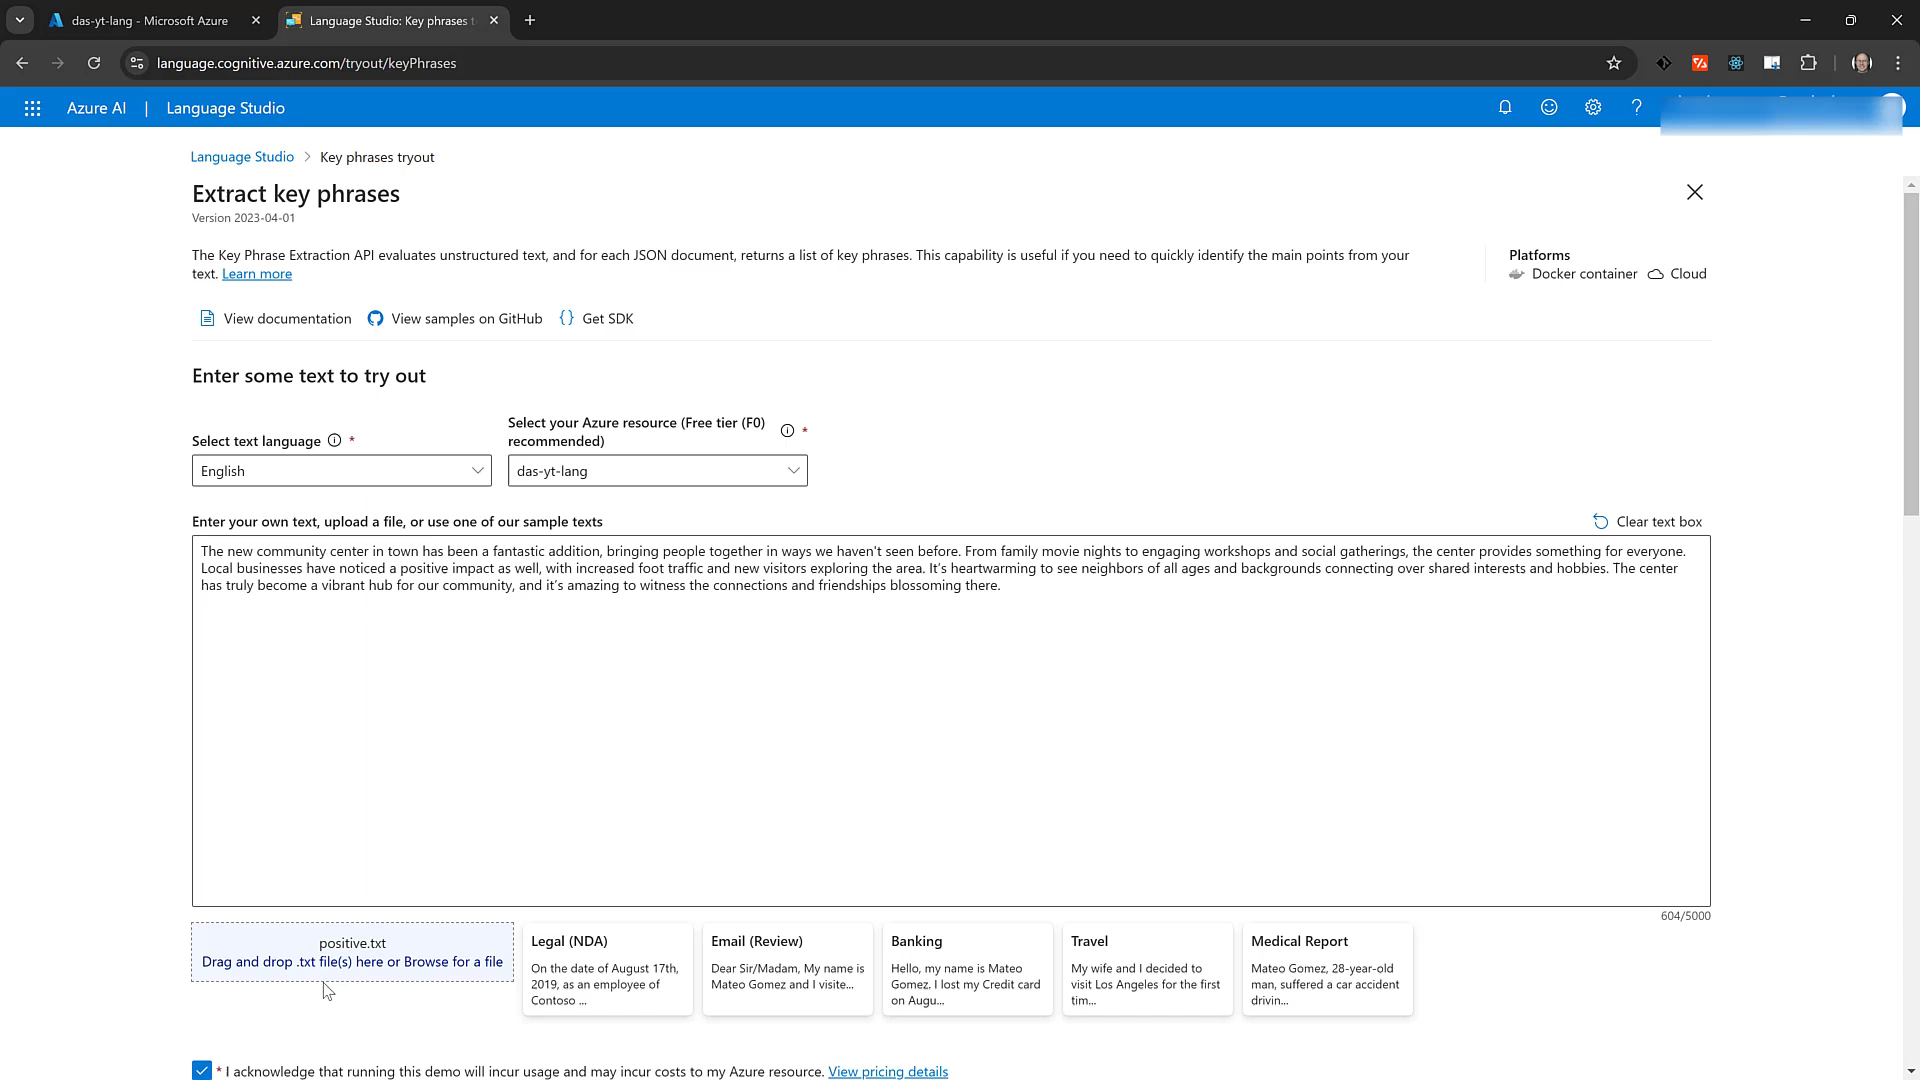 das-yt-lang - Microsoft Azure
Language Studio: Key phrases t
language.cognitive.azure.com/tryout/keyPhrases
Azure AI | Language Studio
Language Studio > Key phrases tryout
Extract key phrases
Version 2023-04-01
The Key Phrase Extraction API evaluates unstructured text, and for each JSON document, returns a list of key phrases. This capability is useful if you need to quickly identify the main points from your
text. Learn more
Platforms
Docker container Cloud
View documentation View samples on GitHub Get SDK
Enter some text to try out
Select text language *
Select your Azure resource (Free tier (F0)
recommended) *
English
das-yt-lang
Enter your own text, upload a file, or use one of our sample texts
Clear text box
The new community center in town has been a fantastic addition, bringing people together in ways we haven't seen before. From family movie nights to engaging workshops and social gatherings, the center provides something for everyone.
Local businesses have noticed a positive impact as well, with increased foot traffic and new visitors exploring the area. It’s heartwarming to see neighbors of all ages and backgrounds connecting over shared interests and hobbies. The center
has truly become a vibrant hub for our community, and it’s amazing to witness the connections and friendships blossoming there.
604/5000
positive.txt
Drag and drop .txt file(s) here or Browse for a file
Legal (NDA)
On the date of August 17th,
2019, as an employee of
Contoso ...
Email (Review)
Dear Sir/Madam, My name is
Mateo Gomez and I visite...
Banking
Hello, my name is Mateo
Gomez. I lost my Credit card
on Augu...
Travel
My wife and I decided to
visit Los Angeles for the first
tim...
Medical Report
Mateo Gomez, 28-year-old
man, suffered a car accident
drivin...
* I acknowledge that running this demo will incur usage and may incur costs to my Azure resource. View pricing details